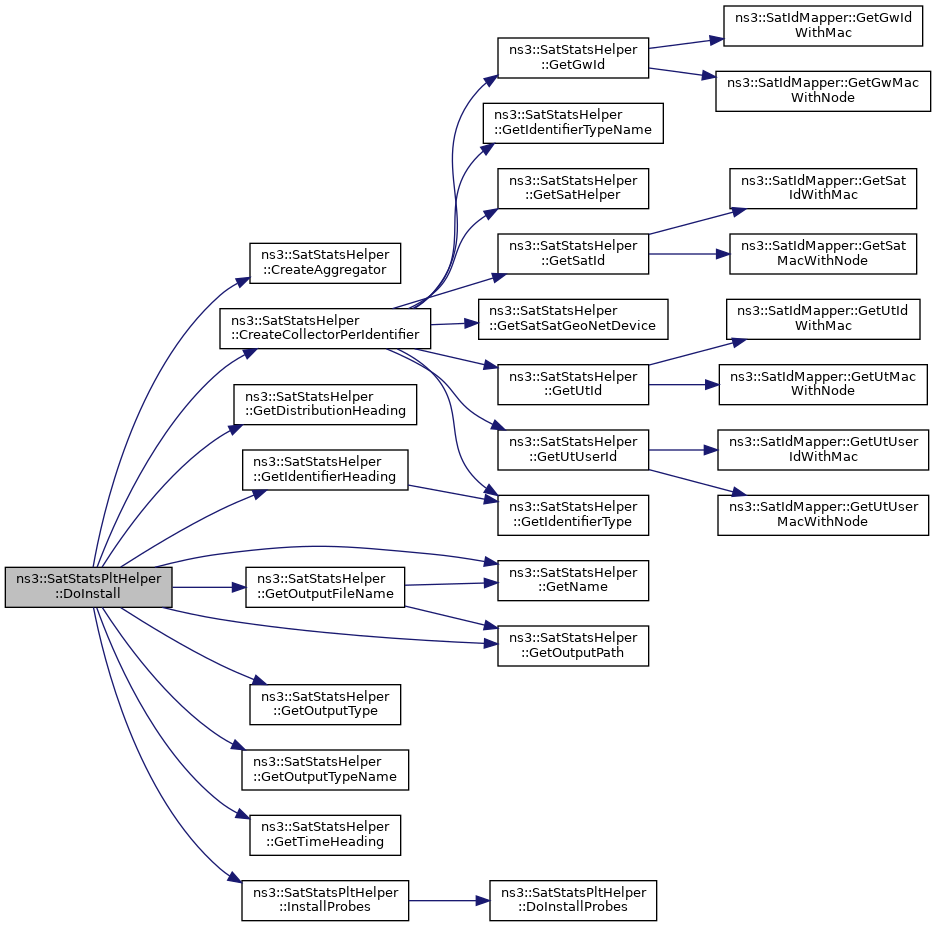 ns3::SatStatsPltHelper
::DoInstall
ns3::SatStatsHelper
::CreateAggregator
ns3::SatStatsHelper
::CreateCollectorPerIdentifier
ns3::SatStatsHelper
::GetDistributionHeading
ns3::SatStatsHelper
::GetIdentifierHeading
ns3::SatStatsHelper
::GetOutputFileName
ns3::SatStatsHelper
::GetOutputType
ns3::SatStatsHelper
::GetOutputTypeName
ns3::SatStatsHelper
::GetTimeHeading
ns3::SatStatsPltHelper
::InstallProbes
ns3::SatStatsHelper
::GetGwId
ns3::SatStatsHelper
::GetIdentifierTypeName
ns3::SatStatsHelper
::GetSatHelper
ns3::SatStatsHelper
::GetSatId
ns3::SatStatsHelper
::GetSatSatGeoNetDevice
ns3::SatStatsHelper
::GetUtId
ns3::SatStatsHelper
::GetUtUserId
ns3::SatStatsHelper
::GetIdentifierType
ns3::SatStatsHelper
::GetName
ns3::SatStatsHelper
::GetOutputPath
ns3::SatStatsPltHelper
::DoInstallProbes
ns3::SatIdMapper::GetGwId
WithMac
ns3::SatIdMapper::GetGwMac
WithNode
ns3::SatIdMapper::GetSat
IdWithMac
ns3::SatIdMapper::GetSat
MacWithNode
ns3::SatIdMapper::GetUtId
WithMac
ns3::SatIdMapper::GetUtMac
WithNode
ns3::SatIdMapper::GetUtUser
IdWithMac
ns3::SatIdMapper::GetUtUser
MacWithNode